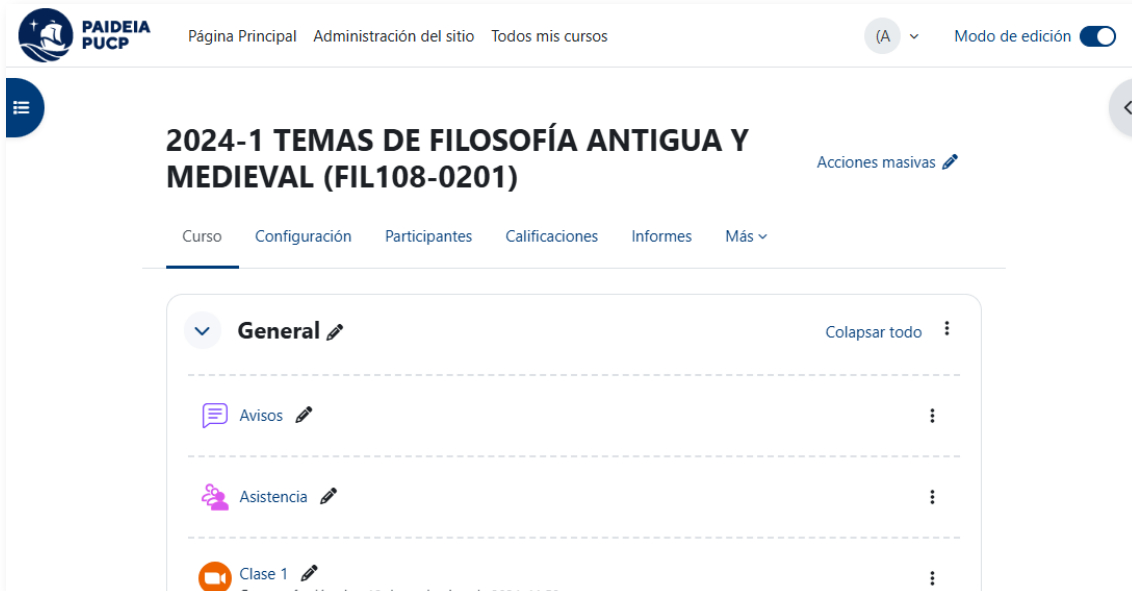 PAIDEIA
PUCP
Página Principal Administración del sitio Todos mis cursos (A Modo de edición
2024-1 TEMAS DE FILOSOFÍA ANTIGUA Y
MEDIEVAL (FIL108-0201)
Acciones masivas
Curso Configuración Participantes Calificaciones Informes Más
General
Colapsar todo
Avisos
Asistencia
Clase 1